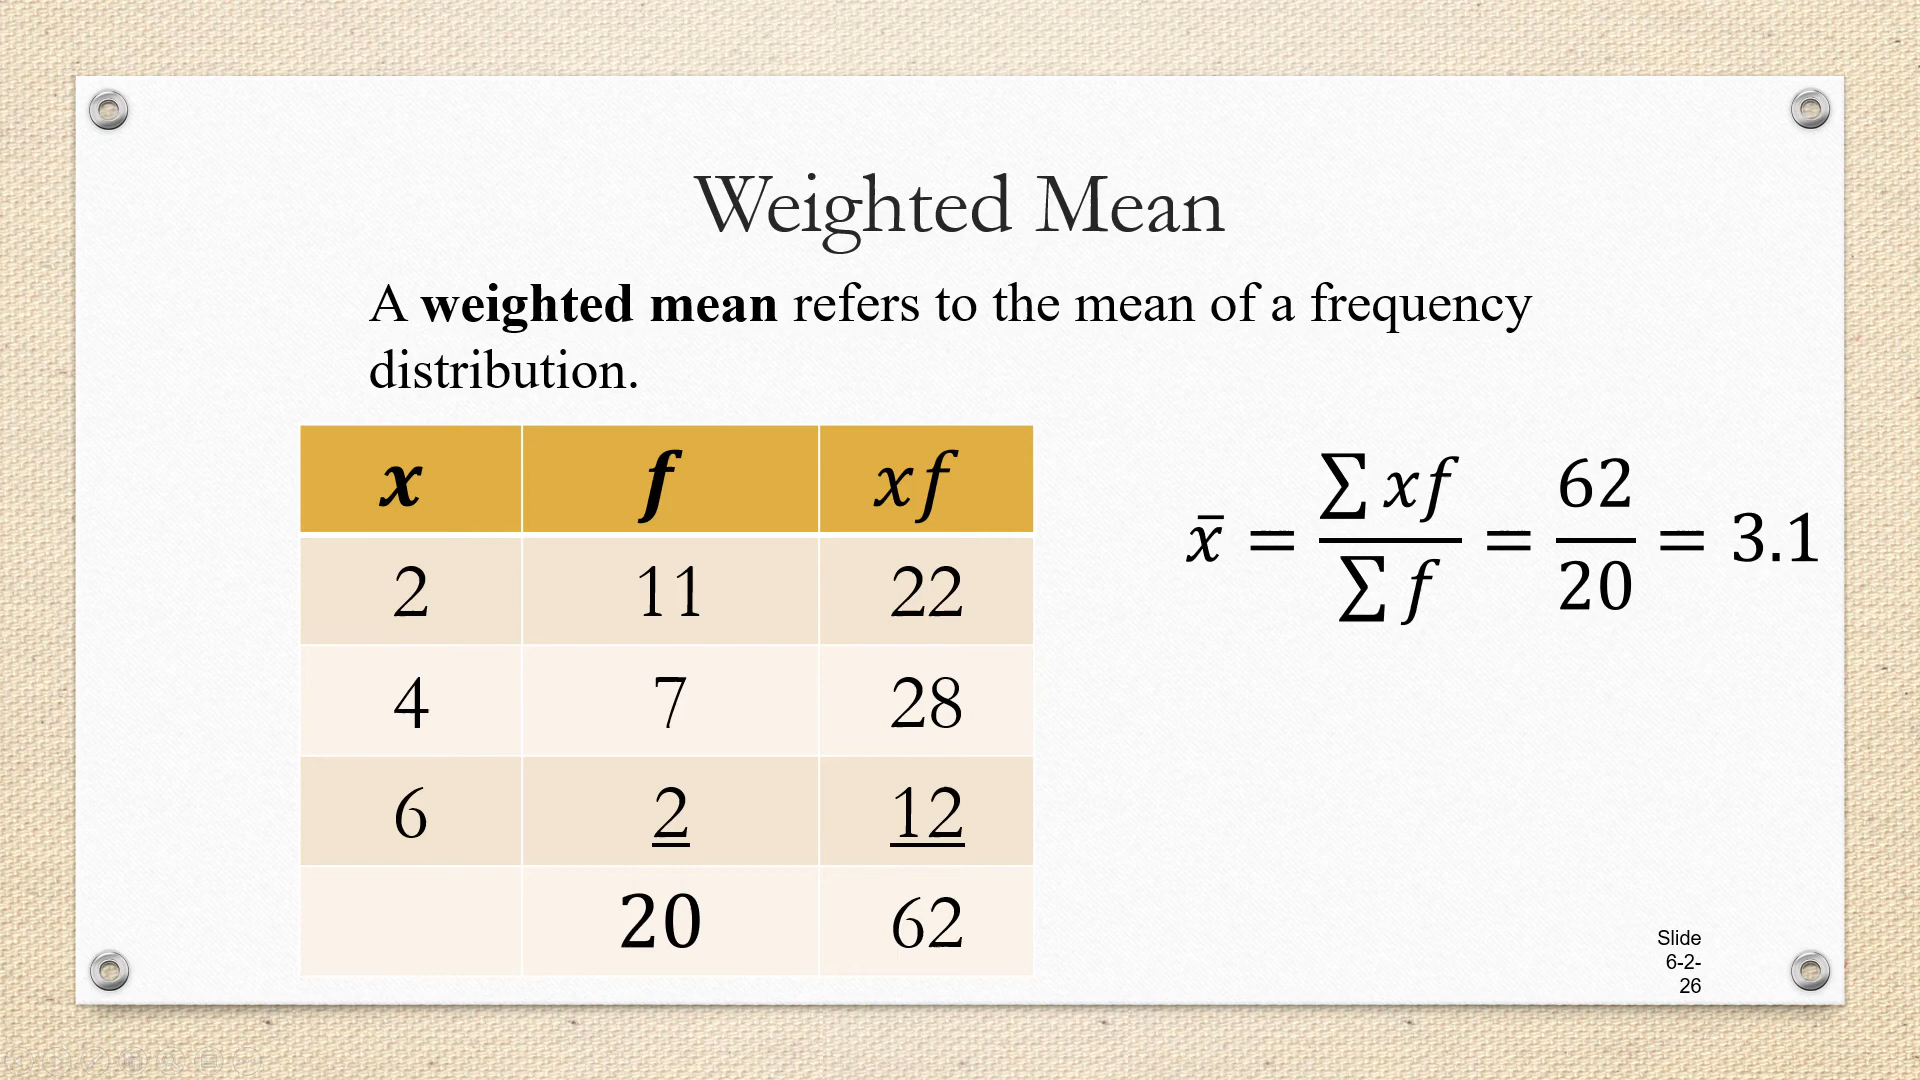 Weighted Mean
A weighted mean refers to the mean of a frequency
distribution.
x f xf
2 11 22
4 7 28
6 2 12
20 62
x̄ = ∑ xf / ∑ f = 62 / 20 = 3.1
Slide
6-2-
26